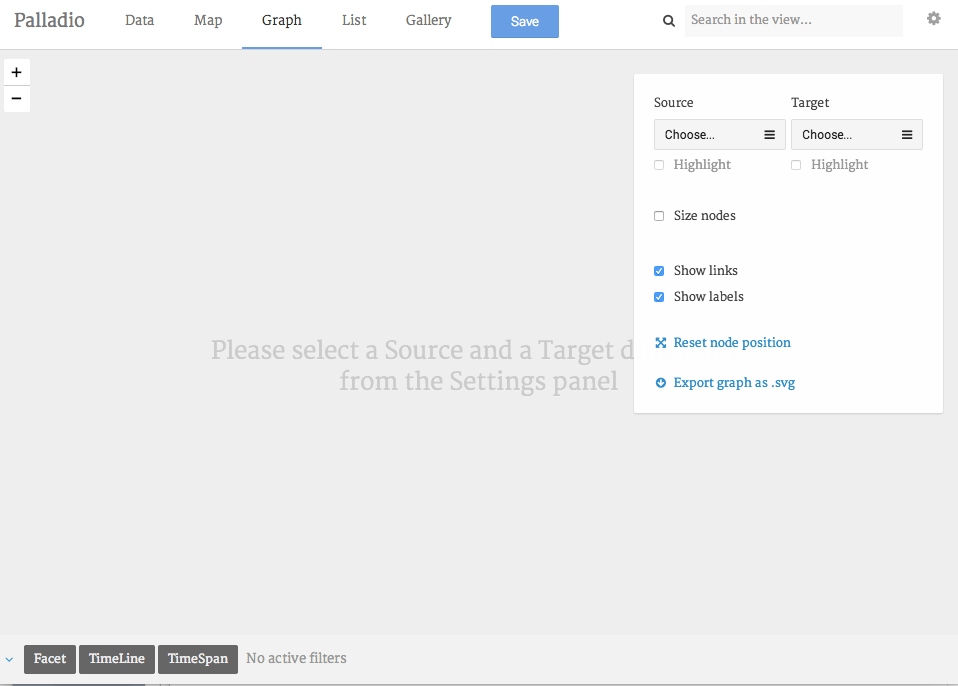 Palladio Data Map Graph List Gallery Save Search in the view...
+
−
Source Target
Choose... Choose...
Highlight Highlight
Size nodes
Show links
Show labels
Please select a Source and a Target d
from the Settings panel
Reset node position
Export graph as .svg
Facet TimeLine TimeSpan No active filters